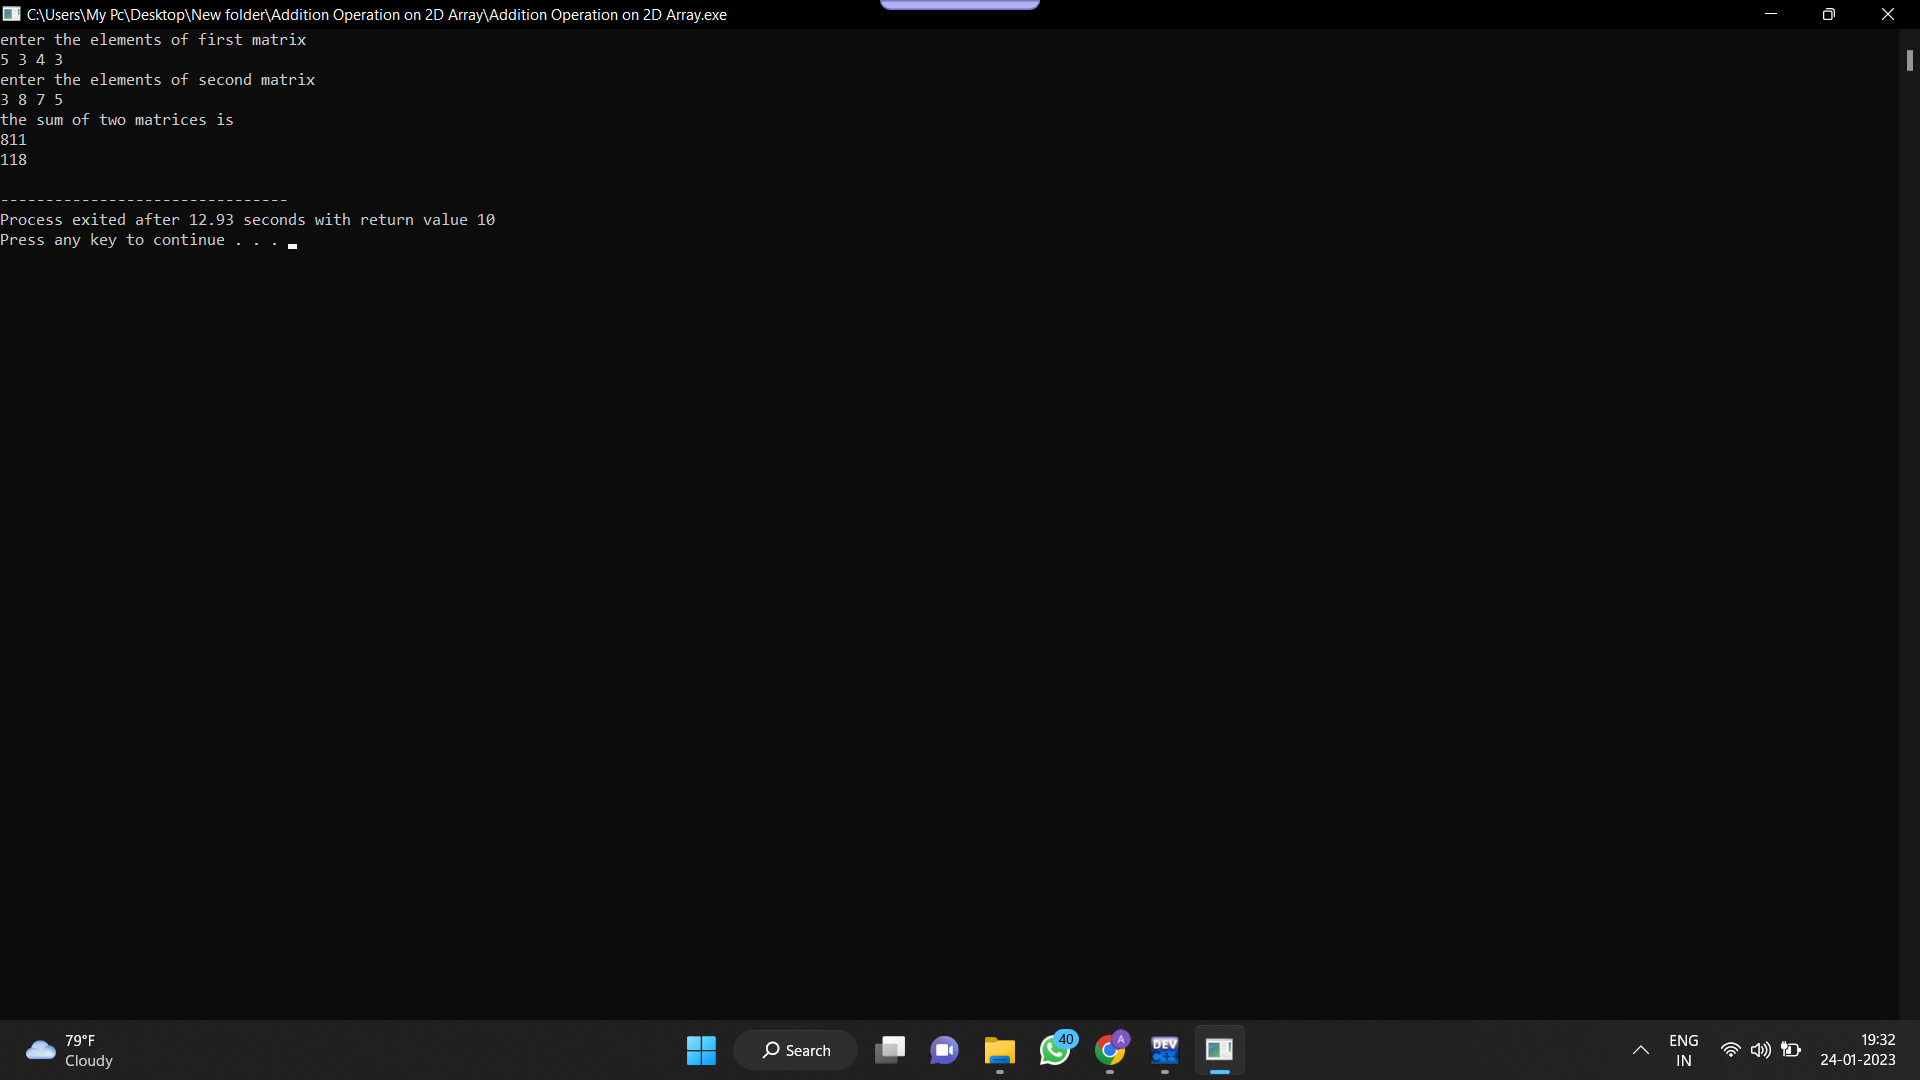 C:\Users\My Pc\Desktop\New folder\Addition Operation on 2D Array\Addition Operation on 2D Array.exe
enter the elements of first matrix
5 3 4 3
enter the elements of second matrix
3 8 7 5
the sum of two matrices is
811
118
--------------------------------
Process exited after 12.93 seconds with return value 10
Press any key to continue . . .
79°F
Cloudy
Search
40
A
DEV
C++
ENG
IN
19:32
24-01-2023